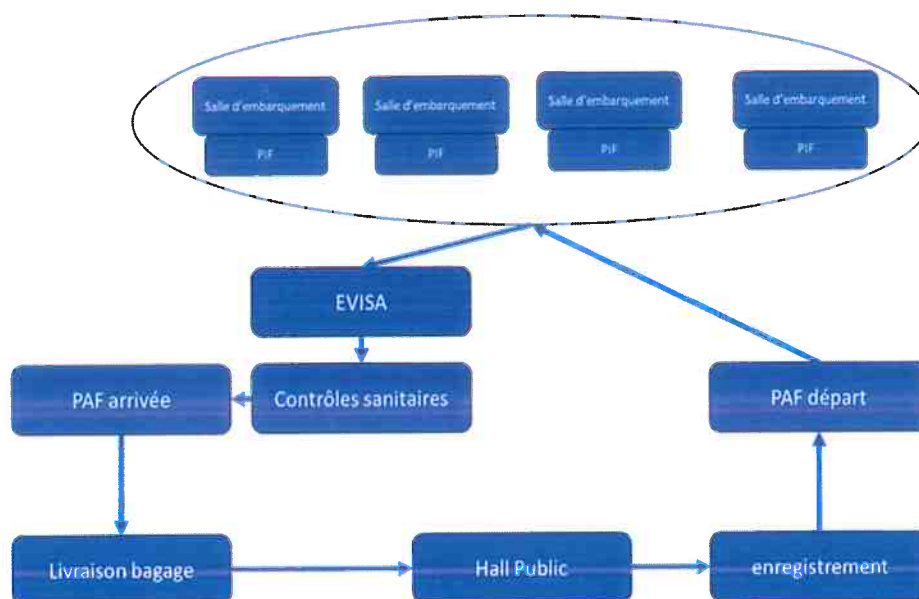 Salle d'embarquement
Salle d'embarquement
Salle d'embarquement
Salle d'embarquement
PIF
PIF
PIF
PIF
EVISA
PAF arrivée
Contrôles sanitaires
PAF départ
Livraison bagage
Hall Public
enregistrement